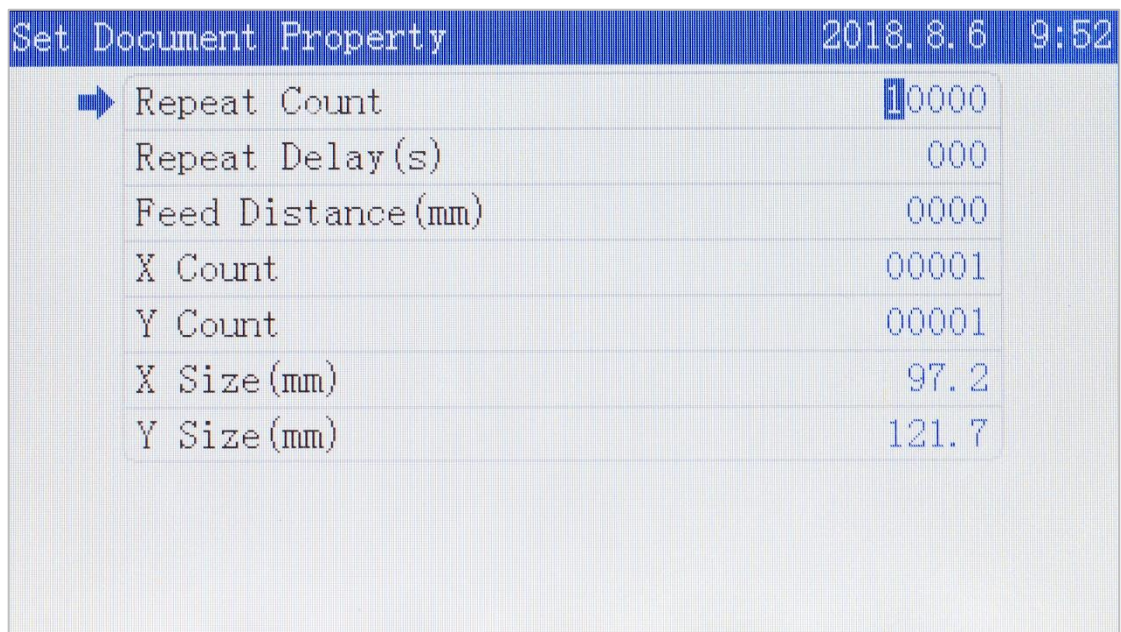 Set Document Property 2018. 8. 6 9:52
Repeat Count 10000
Repeat Delay(s) 000
Feed Distance(mm) 0000
X Count 00001
Y Count 00001
X Size(mm) 97. 2
Y Size(mm) 121. 7